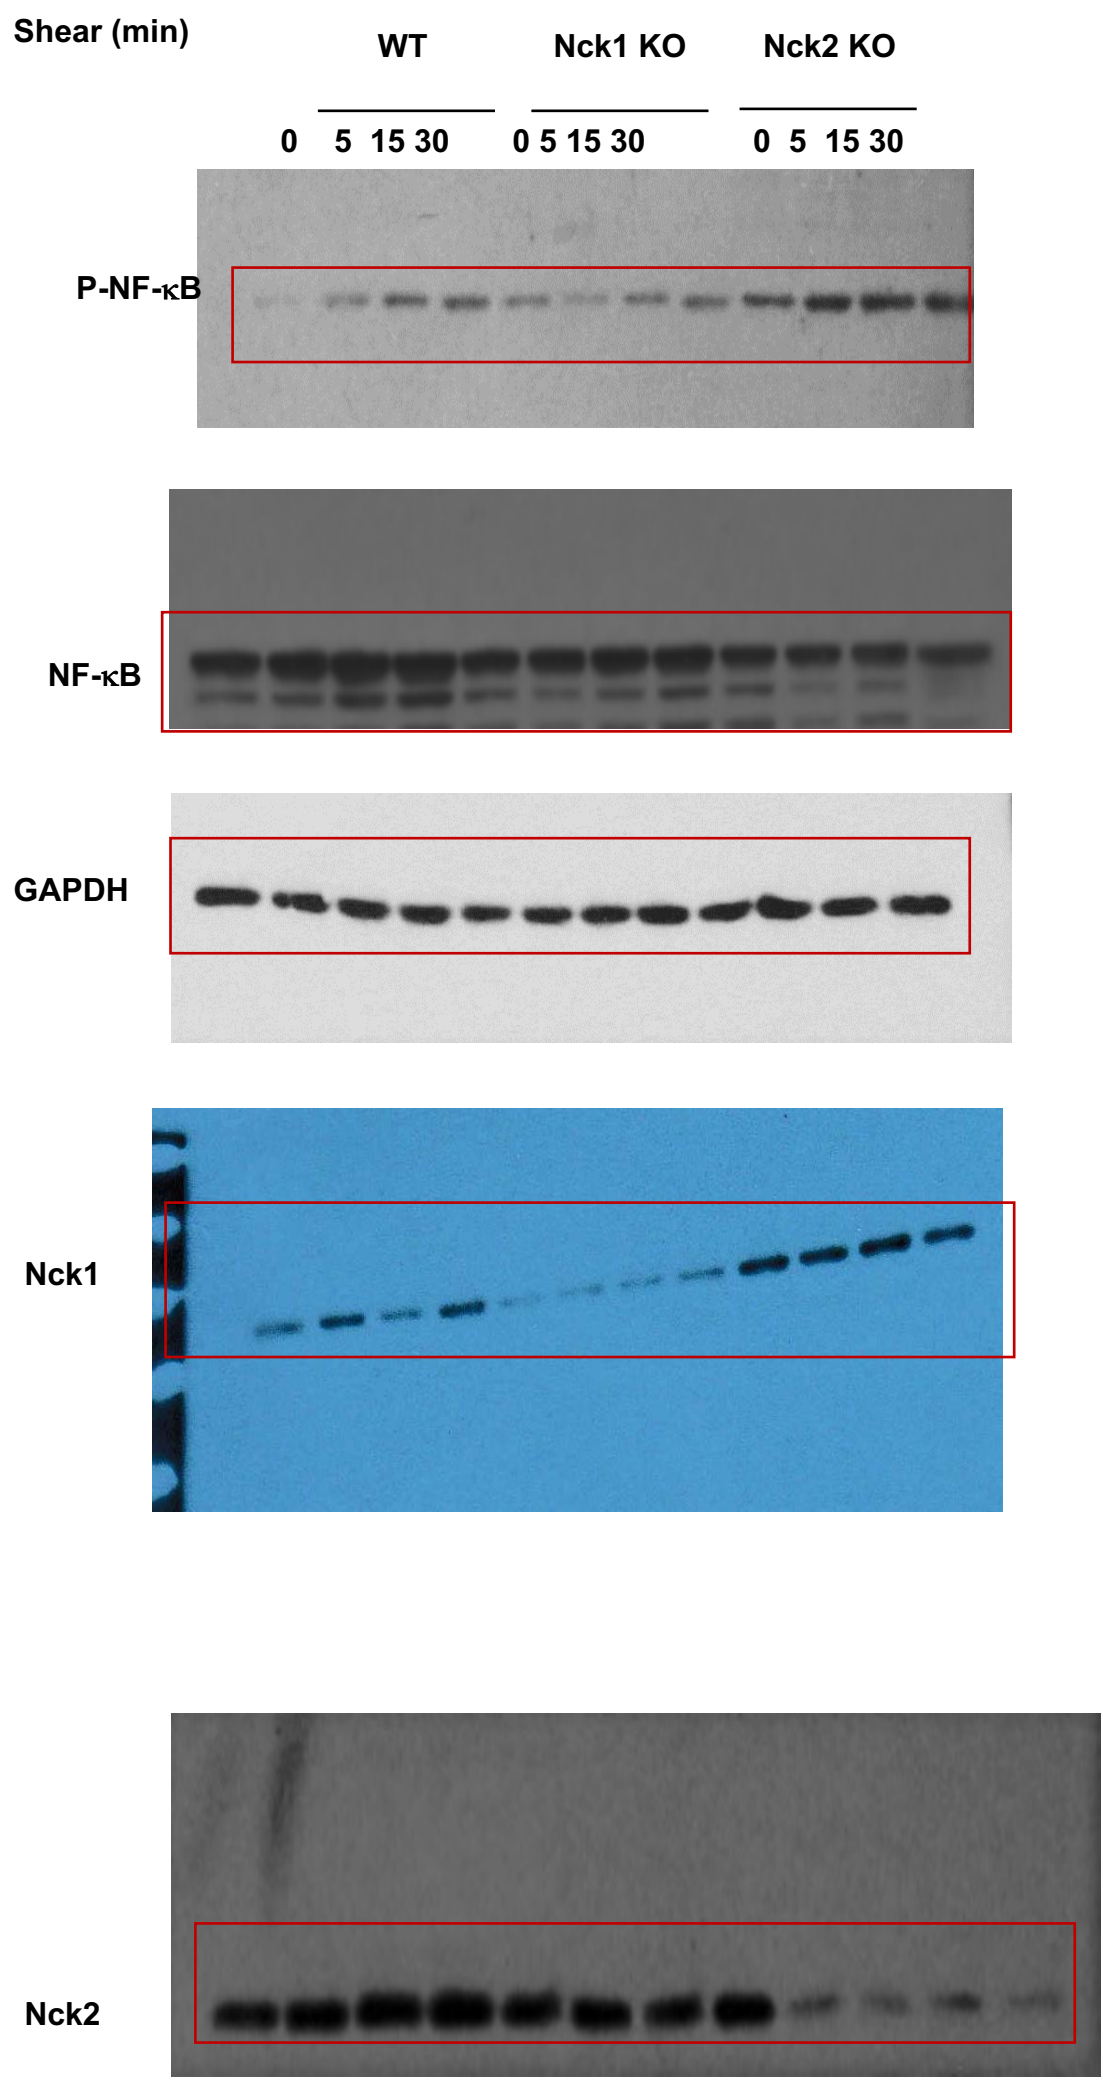 Shear (min)
WT Nck1 KO Nck2 KO
0 5 15 30 0 5 15 30 0 5 15 30
P-NF-κB
NF-κB
GAPDH
Nck1
Nck2